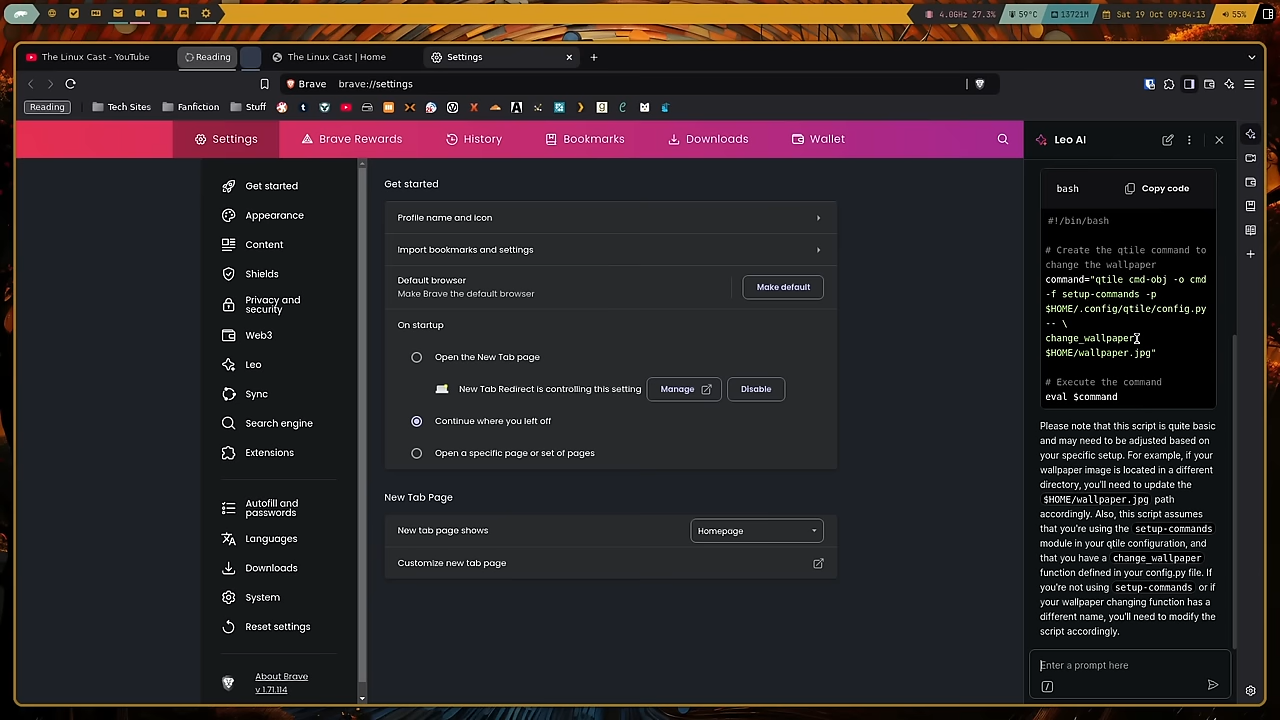 4.0GHz 27.3%
59°C
13721M
Sat 19 Oct 09:04:13
55%
The Linux Cast - YouTube
Reading
The Linux Cast | Home
Settings
Brave
brave://settings
Reading
Tech Sites
Fanfiction
Stuff
Settings
Brave Rewards
History
Bookmarks
Downloads
Wallet
Get started
Appearance
Content
Shields
Privacy and
security
Web3
Leo
Sync
Search engine
Extensions
Autofill and
passwords
Languages
Downloads
System
Reset settings
About Brave
v 1.71.114
Get started
Profile name and icon
Import bookmarks and settings
Default browser
Make Brave the default browser
Make default
On startup
Open the New Tab page
New Tab Redirect is controlling this setting
Manage
Disable
Continue where you left off
Open a specific page or set of pages
New Tab Page
New tab page shows
Homepage
Customize new tab page
Leo AI
bash
Copy code
#!/bin/bash
# Create the qtile command to
change the wallpaper
command="qtile cmd-obj -o cmd
-f setup-commands -p
$HOME/.config/qtile/config.py
-- \
change_wallpaper
$HOME/wallpaper.jpg"
# Execute the command
eval $command
Please note that this script is quite basic
and may need to be adjusted based on
your specific setup. For example, if your
wallpaper image is located in a different
directory, you'll need to update the
$HOME/wallpaper.jpg path
accordingly. Also, this script assumes
that you're using the setup-commands
module in your qtile configuration, and
that you have a change_wallpaper
function defined in your config.py file. If
you're not using setup-commands or if
your wallpaper changing function has a
different name, you'll need to modify the
script accordingly.
Enter a prompt here